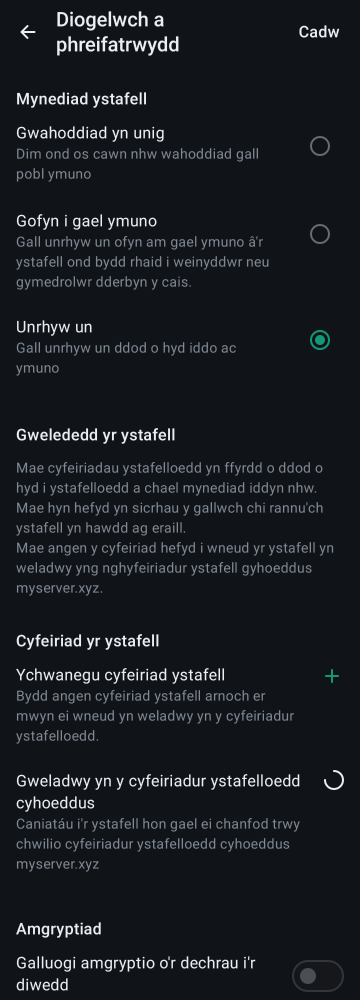 Diogelwch a
phreifatrwydd
Cadw
Mynediad ystafell
Gwahoddiad yn unig
Dim ond os cawn nhw wahoddiad gall
pobl ymuno
Gofyn i gael ymuno
Gall unrhyw un ofyn am gael ymuno â'r
ystafell ond bydd rhaid i weinyddwr neu
gymedrolwr dderbyn y cais.
Unrhyw un
Gall unrhyw un ddod o hyd iddo ac
ymuno
Gwelededd yr ystafell
Mae cyfeiriadau ystafelloedd yn ffyrdd o ddod o
hyd i ystafelloedd a chael mynediad iddyn nhw.
Mae hyn hefyd yn sicrhau y gallwch chi rannu'ch
ystafell yn hawdd ag eraill.
Mae angen y cyfeiriad hefyd i wneud yr ystafell yn
weladwy yng nghyfeiriadur ystafell gyhoeddus
myserver.xyz.
Cyfeiriad yr ystafell
Ychwanegu cyfeiriad ystafell
Bydd angen cyfeiriad ystafell arnoch er
mwyn ei wneud yn weladwy yn y cyfeiriadur
ystafelloedd.
Gweladwy yn y cyfeiriadur ystafelloedd
cyhoeddus
Caniatáu i'r ystafell hon gael ei chanfod trwy
chwilio cyfeiriadur ystafelloedd cyhoeddus
myserver.xyz
Amgryptiad
Galluogi amgryptio o'r dechrau i'r
diwedd